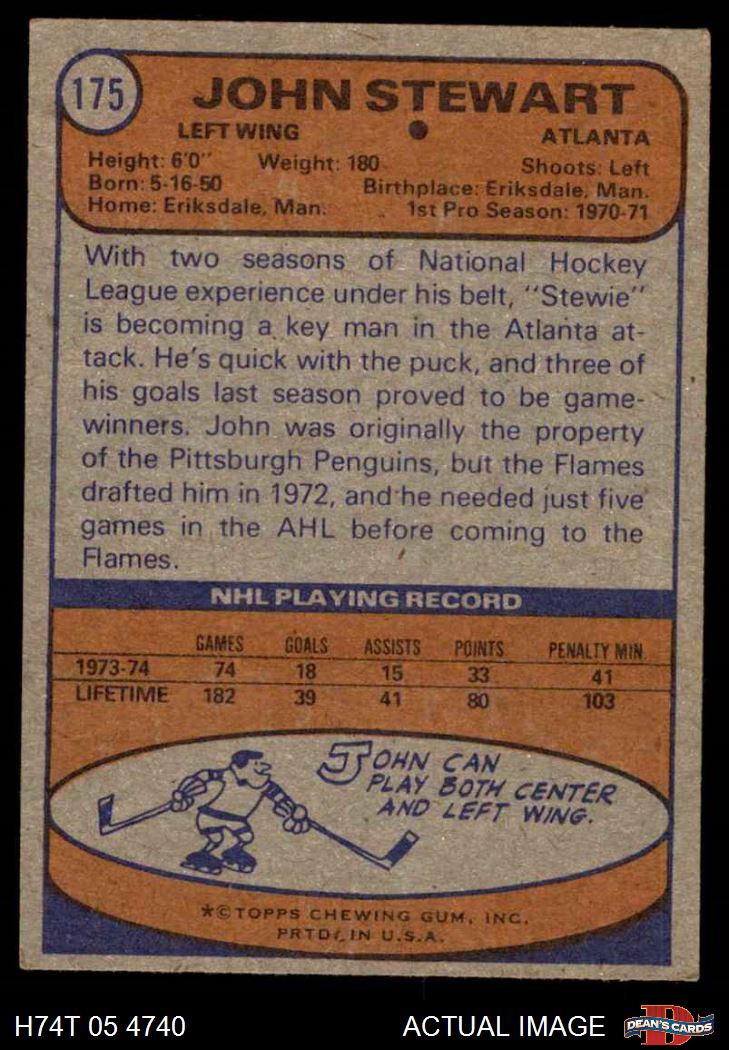 175
JOHN STEWART
LEFT WING
ATLANTA
Height: 6'0" Weight: 180 Shoots: Left
Born: 5-16-50 Birthplace: Eriksdale, Man.
Home: Eriksdale, Man. 1st Pro Season: 1970-71
With two seasons of National Hockey
League experience under his belt, "Stewie"
is becoming a key man in the Atlanta at-
tack. He's quick with the puck, and three of
his goals last season proved to be game-
winners. John was originally the property
of the Pittsburgh Penguins, but the Flames
drafted him in 1972, and he needed just five
games in the AHL before coming to the
Flames.
NHL PLAYING RECORD
GAMES GOALS ASSISTS POINTS PENALTY MIN.
1973-74 74 18 15 33 41
LIFETIME 182 39 41 80 103
JOHN CAN
PLAY BOTH CENTER
AND LEFT WING.
*©TOPPS CHEWING GUM, INC.
PRTD. IN U.S.A.
H74T 05 4740
ACTUAL IMAGE
D
DEAN'S CARDS